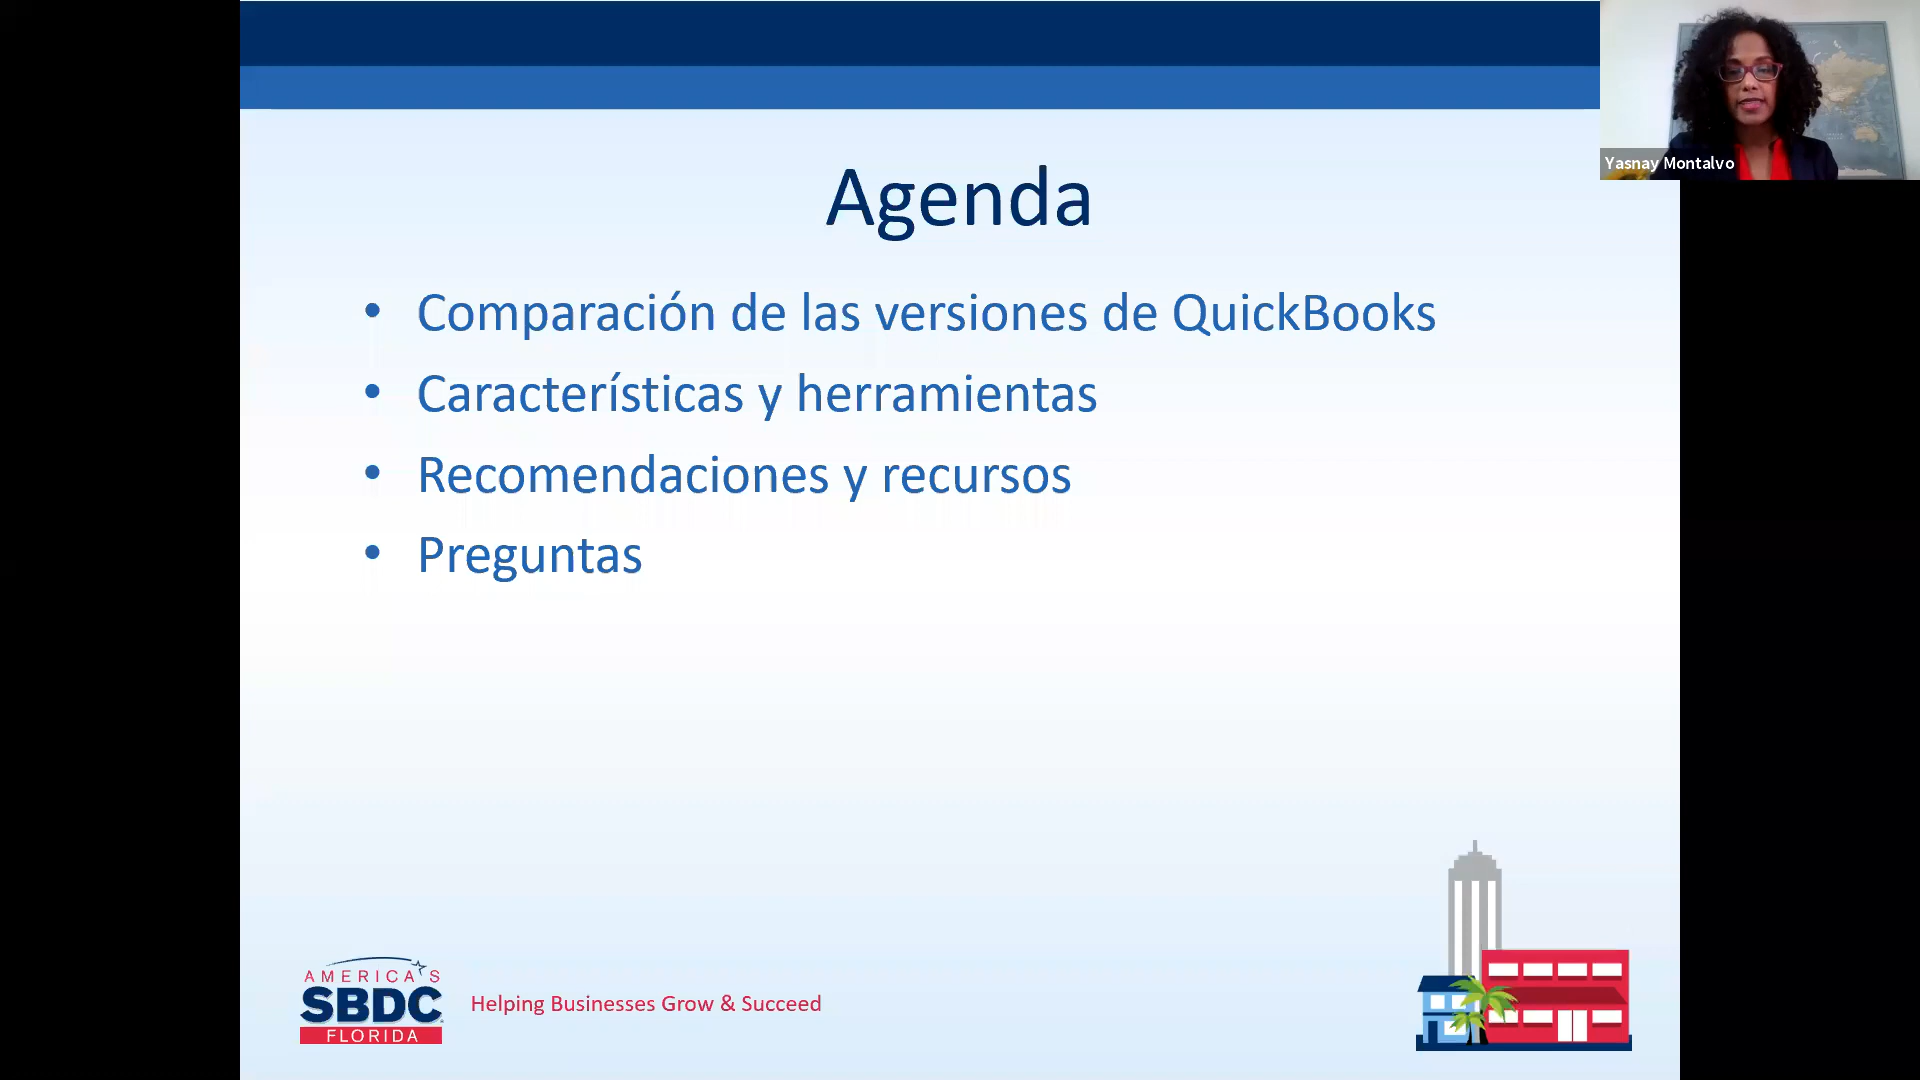 Yasnay Montalvo
Agenda
• Comparación de las versiones de QuickBooks
• Características y herramientas
• Recomendaciones y recursos
• Preguntas
AMERICA'S
SBDC
FLORIDA
Helping Businesses Grow & Succeed